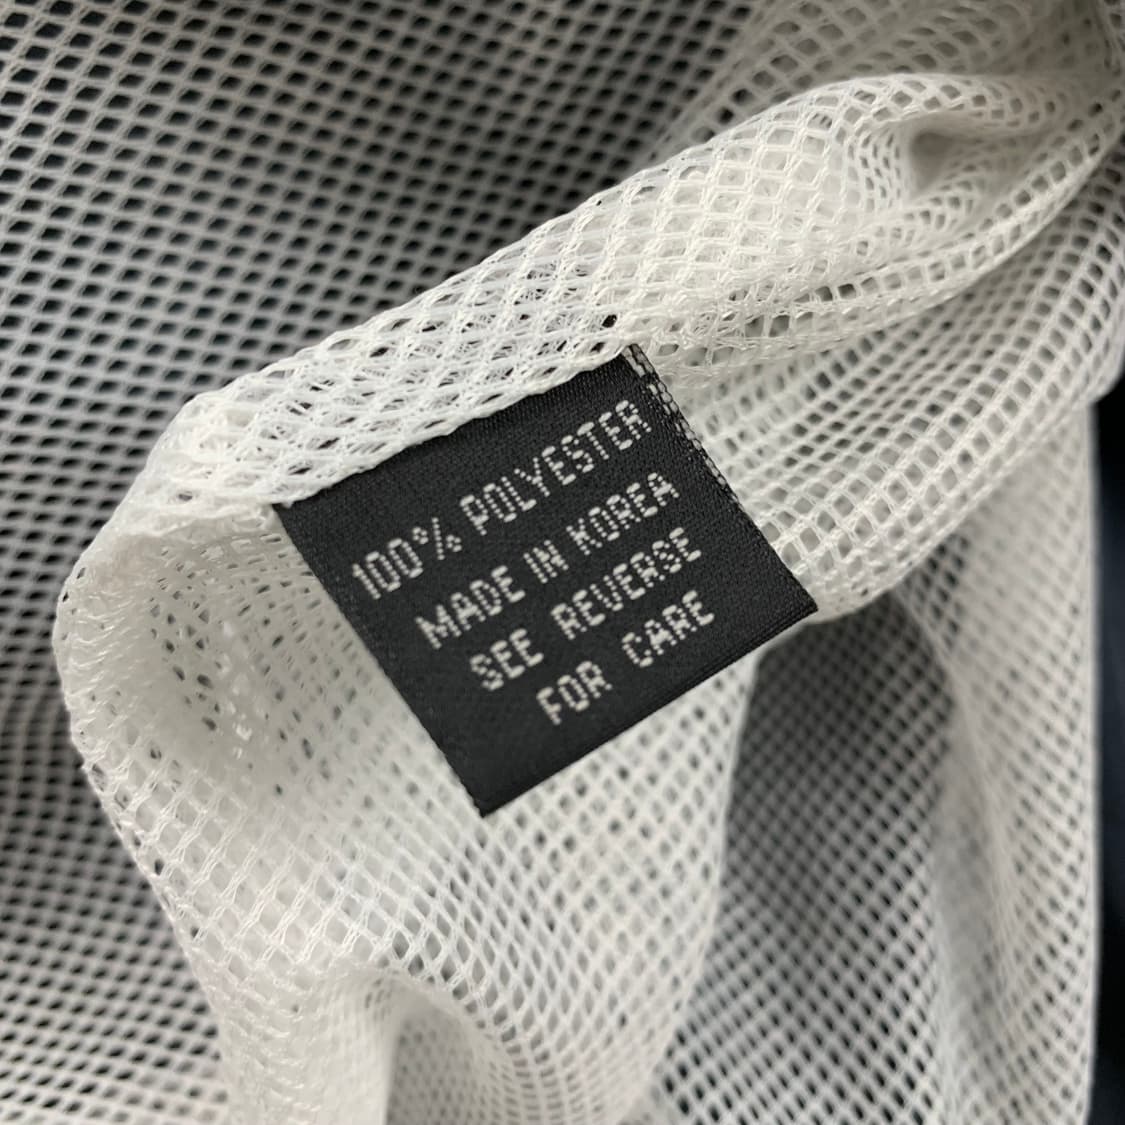 100% POLYESTER
MADE IN KOREA
SEE REVERSE
FOR CARE